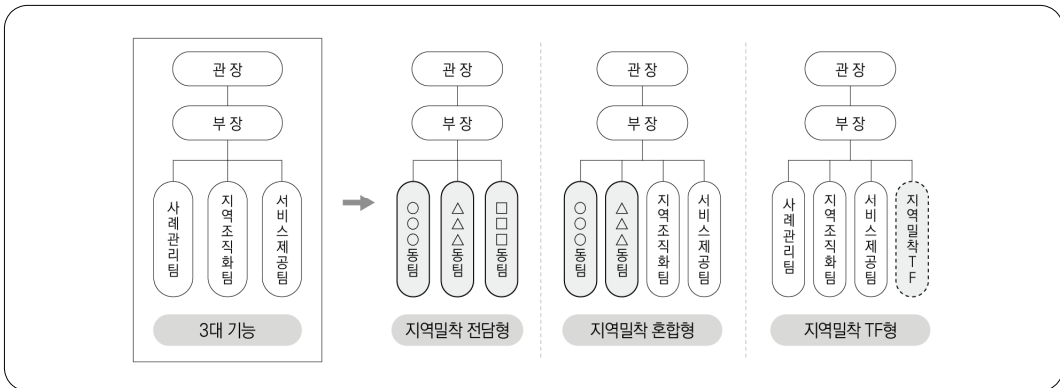 관 장
부 장
사례관리팀
지역조직화팀
서비스제공팀
3대 기능
관 장
부 장
○○○동팀
△△△동팀
□□□동팀
지역밀착 전담형
관 장
부 장
○○○동팀
△△△동팀
지역조직화팀
서비스제공팀
지역밀착 혼합형
관 장
부 장
사례관리팀
지역조직화팀
서비스제공팀
지역밀착TF
지역밀착 TF형